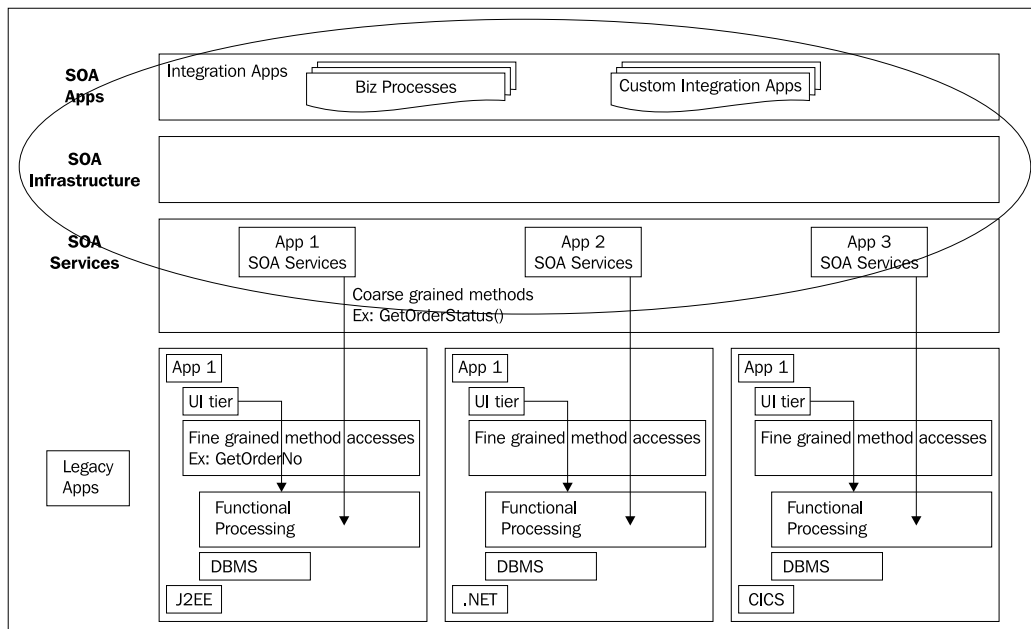 SOA
Apps
Integration Apps
Biz Processes
Custom Integration Apps
SOA
Infrastructure
SOA
Services
App 1
SOA Services
App 2
SOA Services
App 3
SOA Services
Coarse grained methods
Ex: GetOrderStatus()
Legacy
Apps
App 1
UI tier
Fine grained method accesses
Ex: GetOrderNo
Functional
Processing
DBMS
J2EE
App 1
UI tier
Fine grained method accesses
Functional
Processing
DBMS
.NET
App 1
UI tier
Fine grained method accesses
Functional
Processing
DBMS
CICS